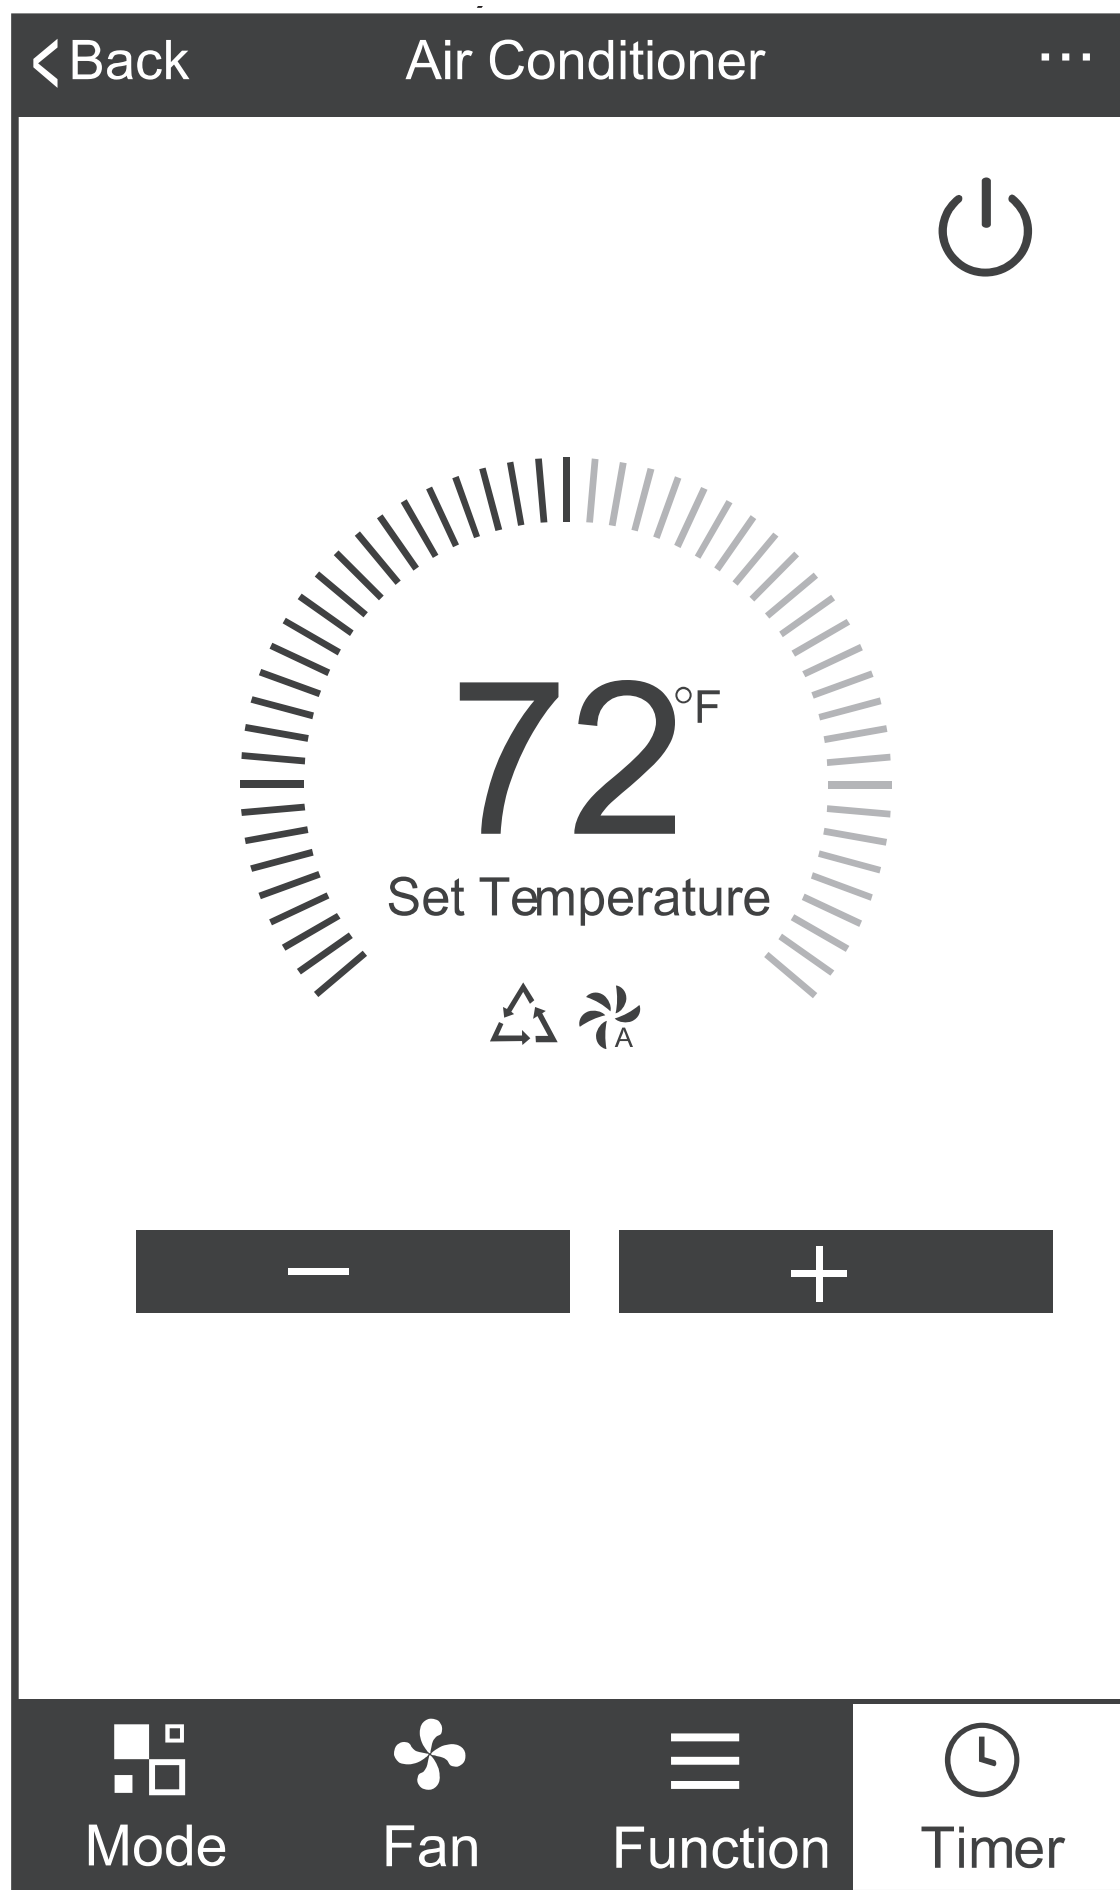 Back Air Conditioner ...
72°F
Set Temperature
A
Mode Fan Function Timer